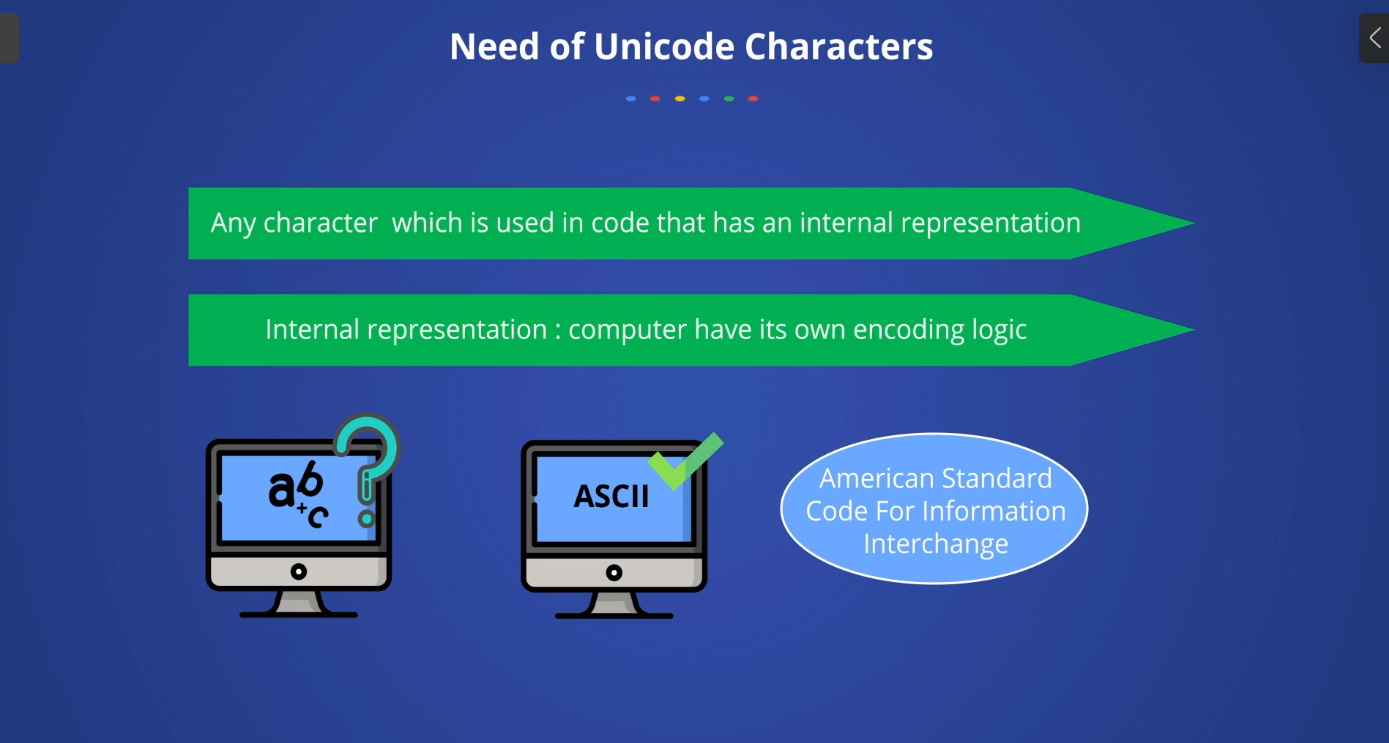 Need of Unicode Characters
Any character which is used in code that has an internal representation
Internal representation : computer have its own encoding logic
ab
+c
?
ASCII
American Standard
Code For Information
Interchange